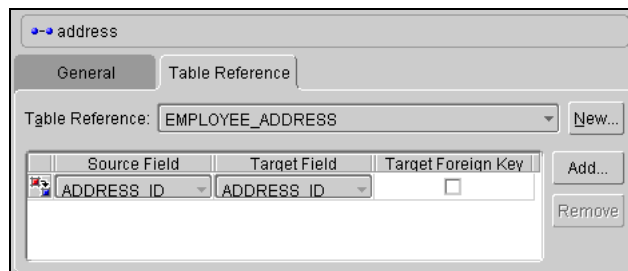 address
General Table Reference
Table Reference: EMPLOYEE_ADDRESS New...
Source Field Target Field Target Foreign Key Add...
ADDRESS_ID ADDRESS_ID
Remove